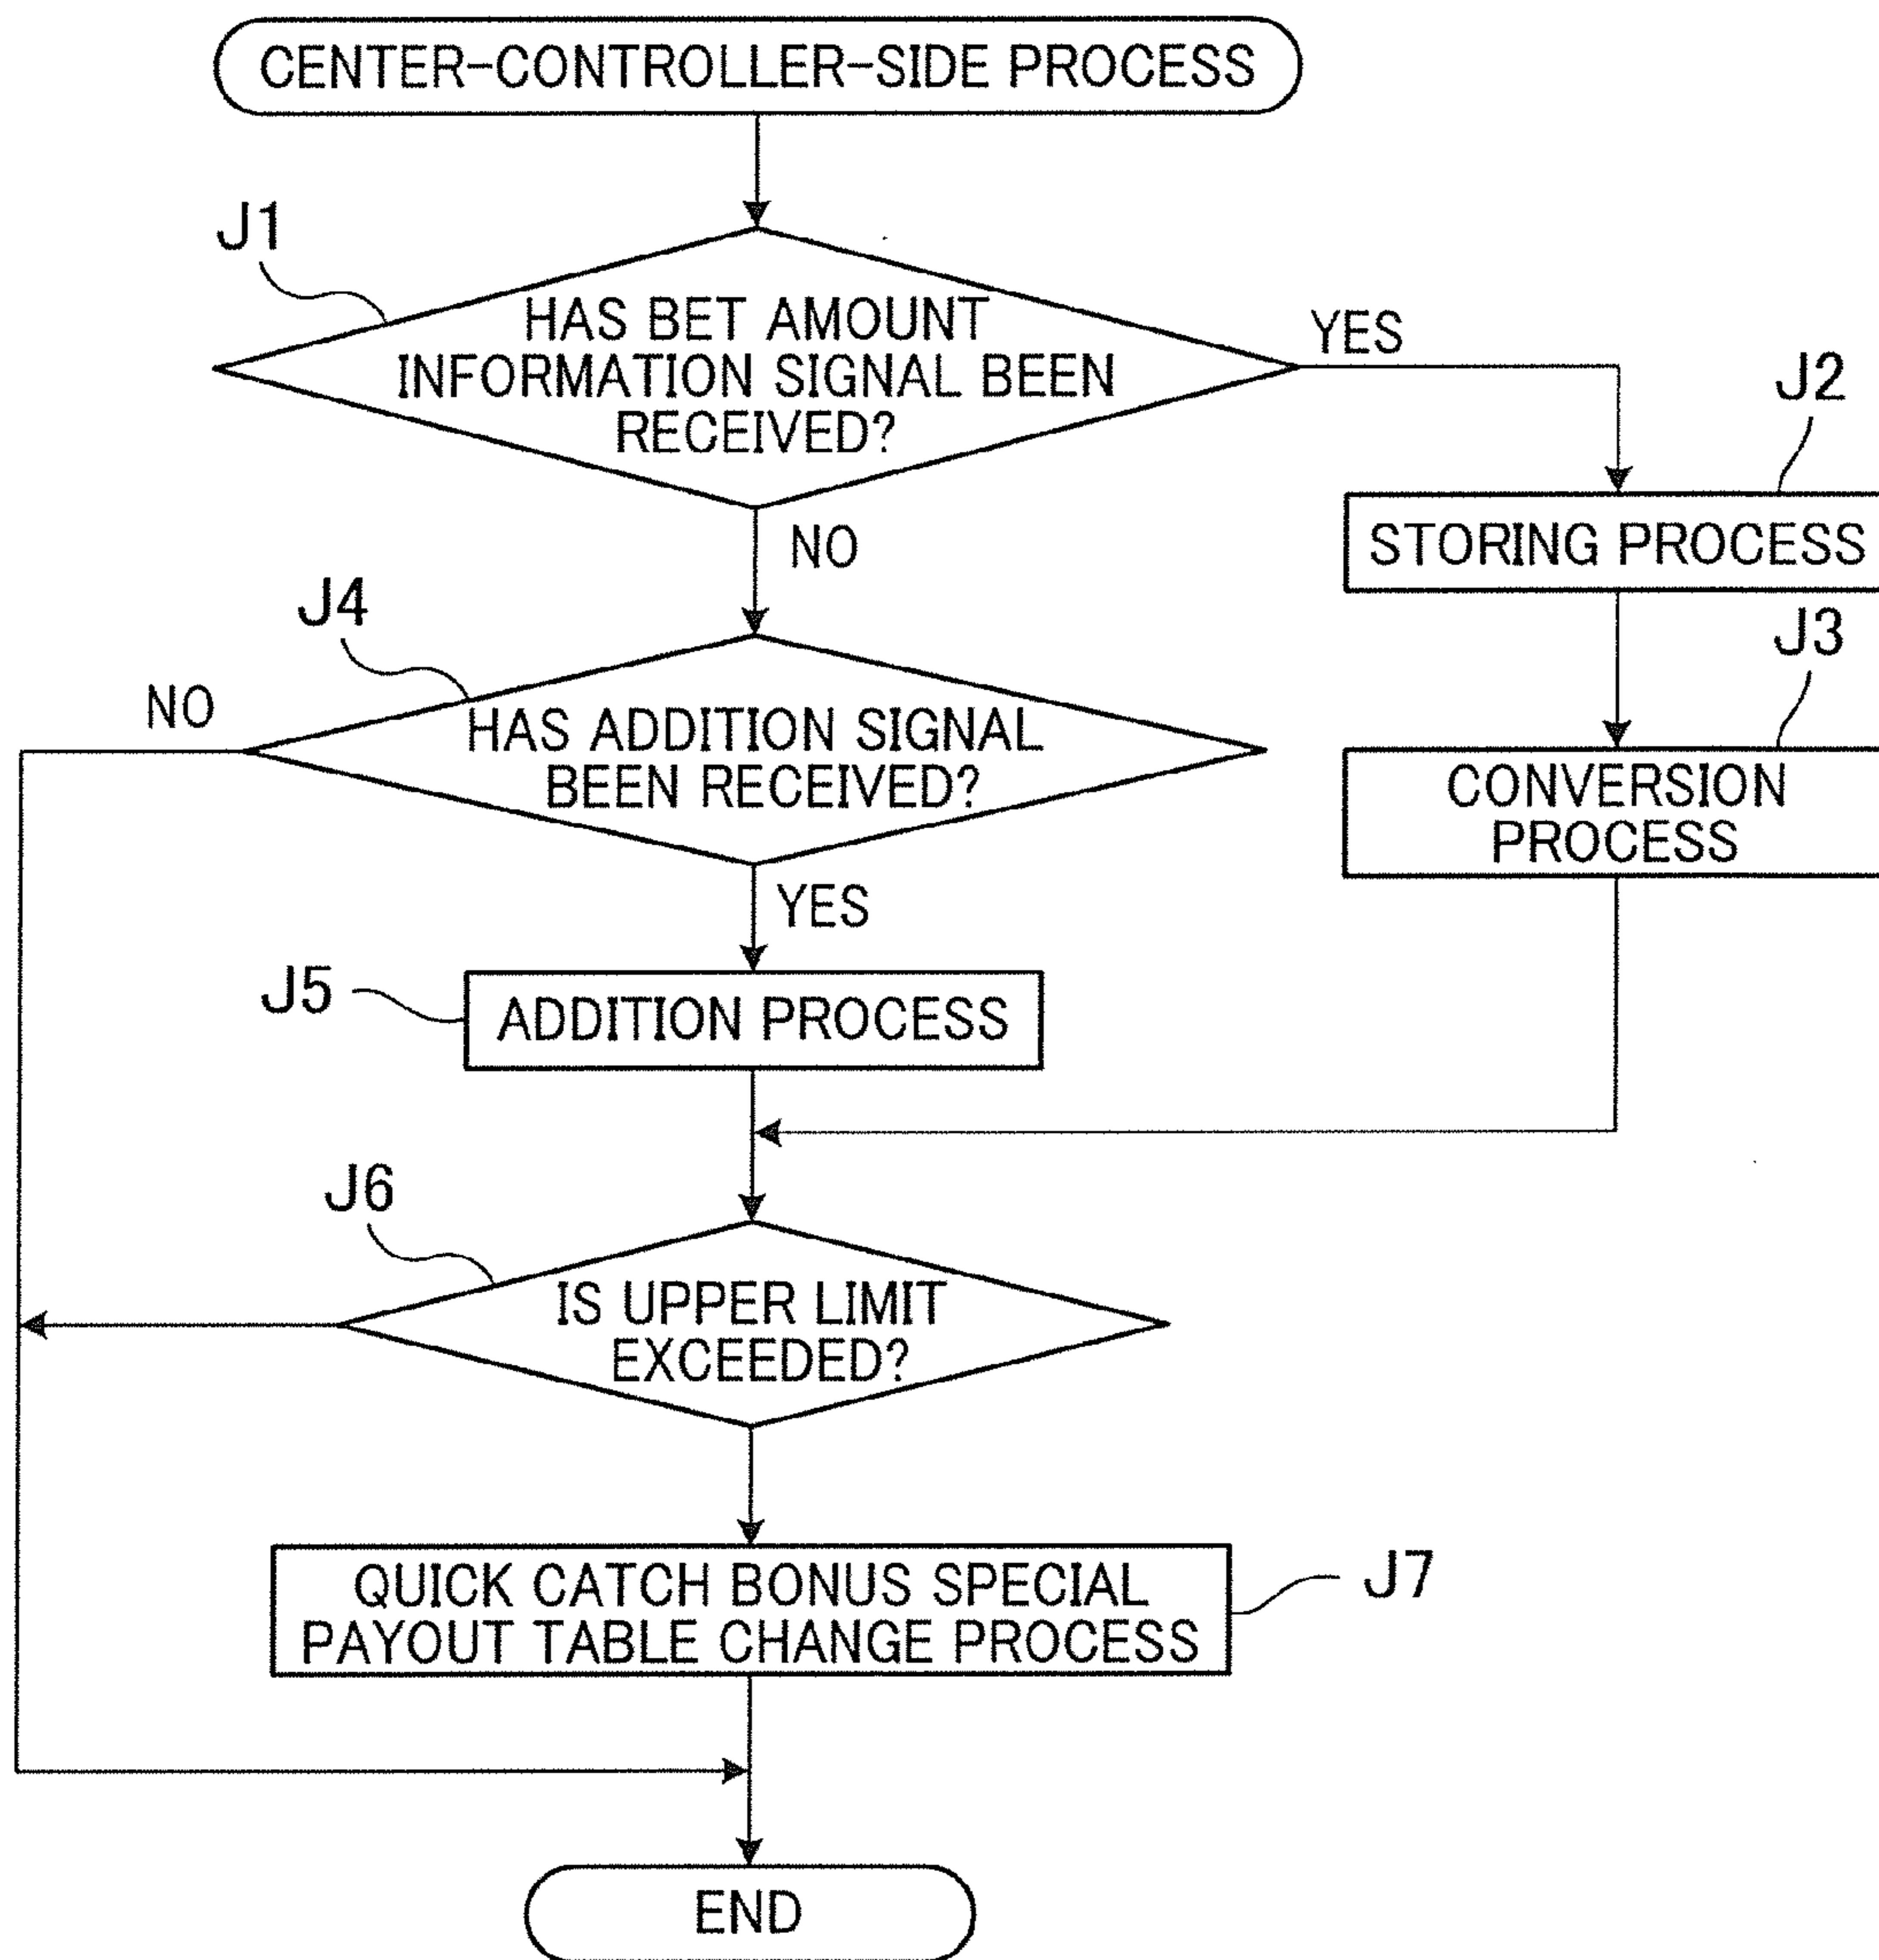 CENTER-CONTROLLER-SIDE PROCESS
J1
HAS BET AMOUNT
INFORMATION SIGNAL BEEN
RECEIVED?
YES
J2
STORING PROCESS
NO
J4
J3
NO
HAS ADDITION SIGNAL
BEEN RECEIVED?
CONVERSION
PROCESS
YES
J5
ADDITION PROCESS
J6
IS UPPER LIMIT
EXCEEDED?
QUICK CATCH BONUS SPECIAL
PAYOUT TABLE CHANGE PROCESS
J7
END